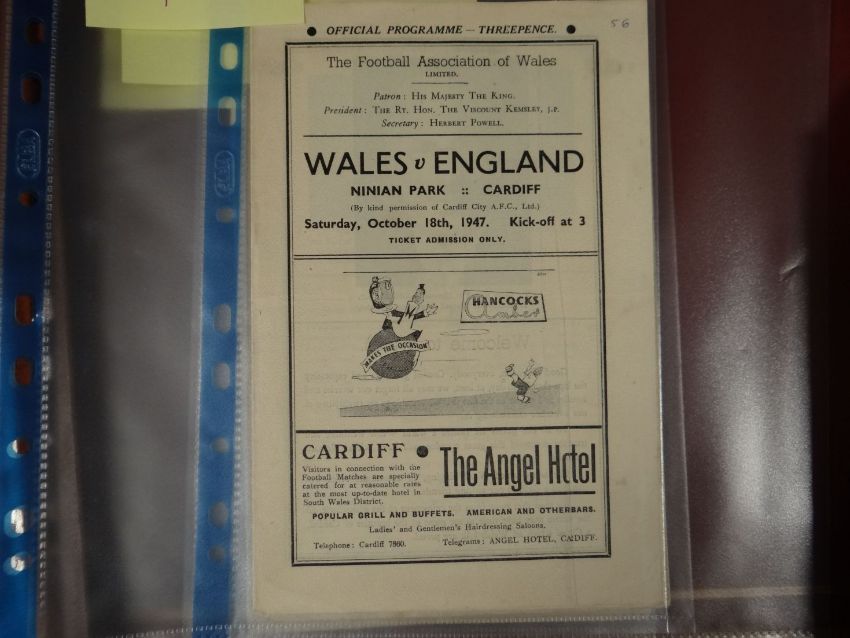 ● OFFICIAL PROGRAMME — THREEPENCE. ●
56
The Football Association of Wales
LIMITED.
Patron: HIS MAJESTY THE KING.
President: THE RT. HON. THE VISCOUNT KEMSLEY, J.P.
Secretary: HERBERT POWELL.
WALES v ENGLAND
NINIAN PARK :: CARDIFF
(By kind permission of Cardiff City A.F.C., Ltd.)
Saturday, October 18th, 1947. Kick-off at 3
TICKET ADMISSION ONLY.
HANCOCKS
Amber
MAKES THE OCCASION
Welcome to
CARDIFF ●
The Angel Hotel
Visitors in connection with the
Football Matches are specially
catered for at reasonable rates
at the most up-to-date hotel in
South Wales District.
POPULAR GRILL AND BUFFETS. AMERICAN AND OTHER BARS.
Ladies' and Gentlemen's Hairdressing Saloons.
Telephone: Cardiff 7860. Telegrams: ANGEL HOTEL, CARDIFF.